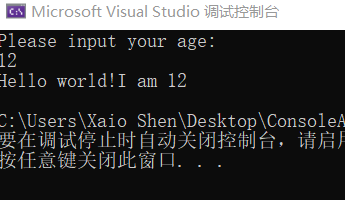 Microsoft Visual Studio 调试控制台
Please input your age:
12
Hello world!I am 12
C:\Users\Xaio Shen\Desktop\ConsoleA
要在调试停止时自动关闭控制台，请启用
按任意键关闭此窗口. . .